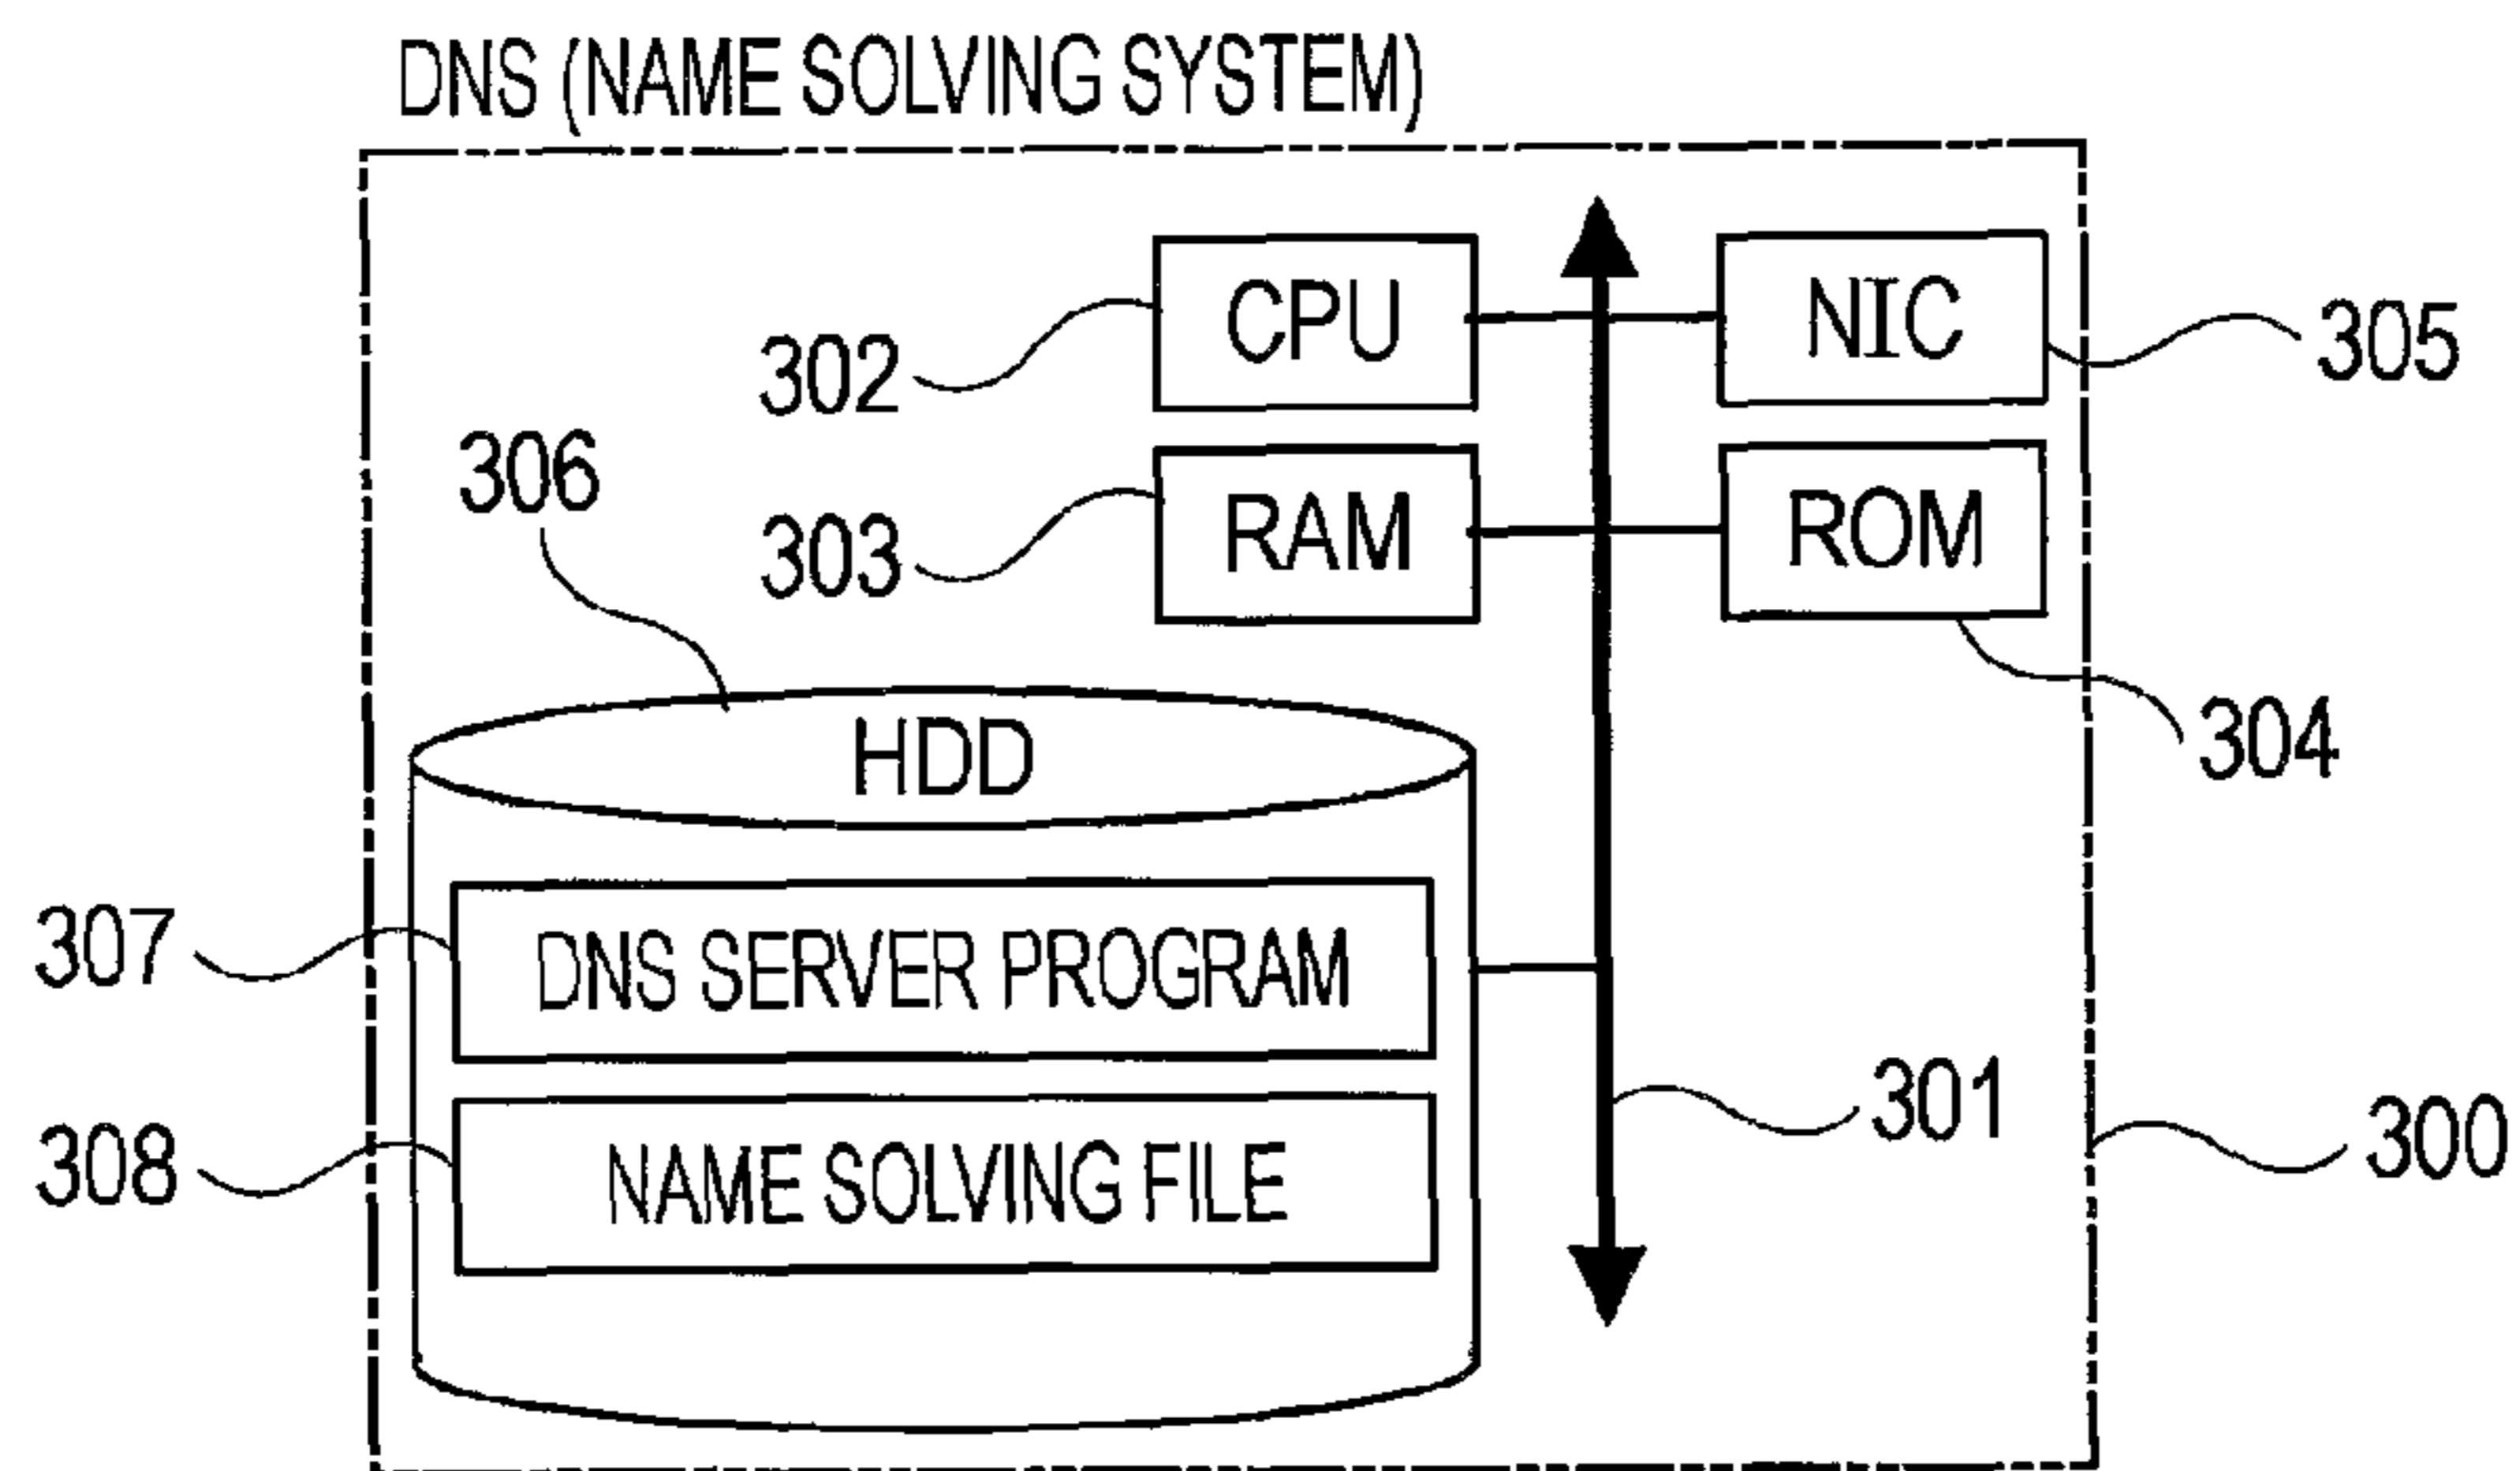 DNS (NAME SOLVING SYSTEM)
CPU
NIC
302
305
306
303
RAM
ROM
304
HDD
307
DNS SERVER PROGRAM
301
300
308
NAME SOLVING FILE